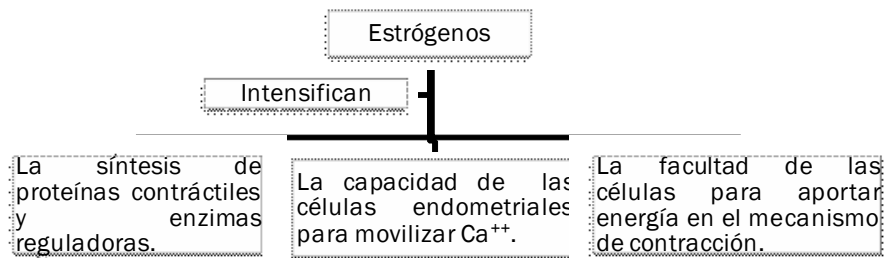 Estrógenos
Intensifican
La síntesis de
proteínas contráctiles
y enzimas
reguladoras.
La capacidad de las
células endometriales
para movilizar Ca⁺⁺.
La facultad de las
células para aportar
energía en el mecanismo
de contracción.